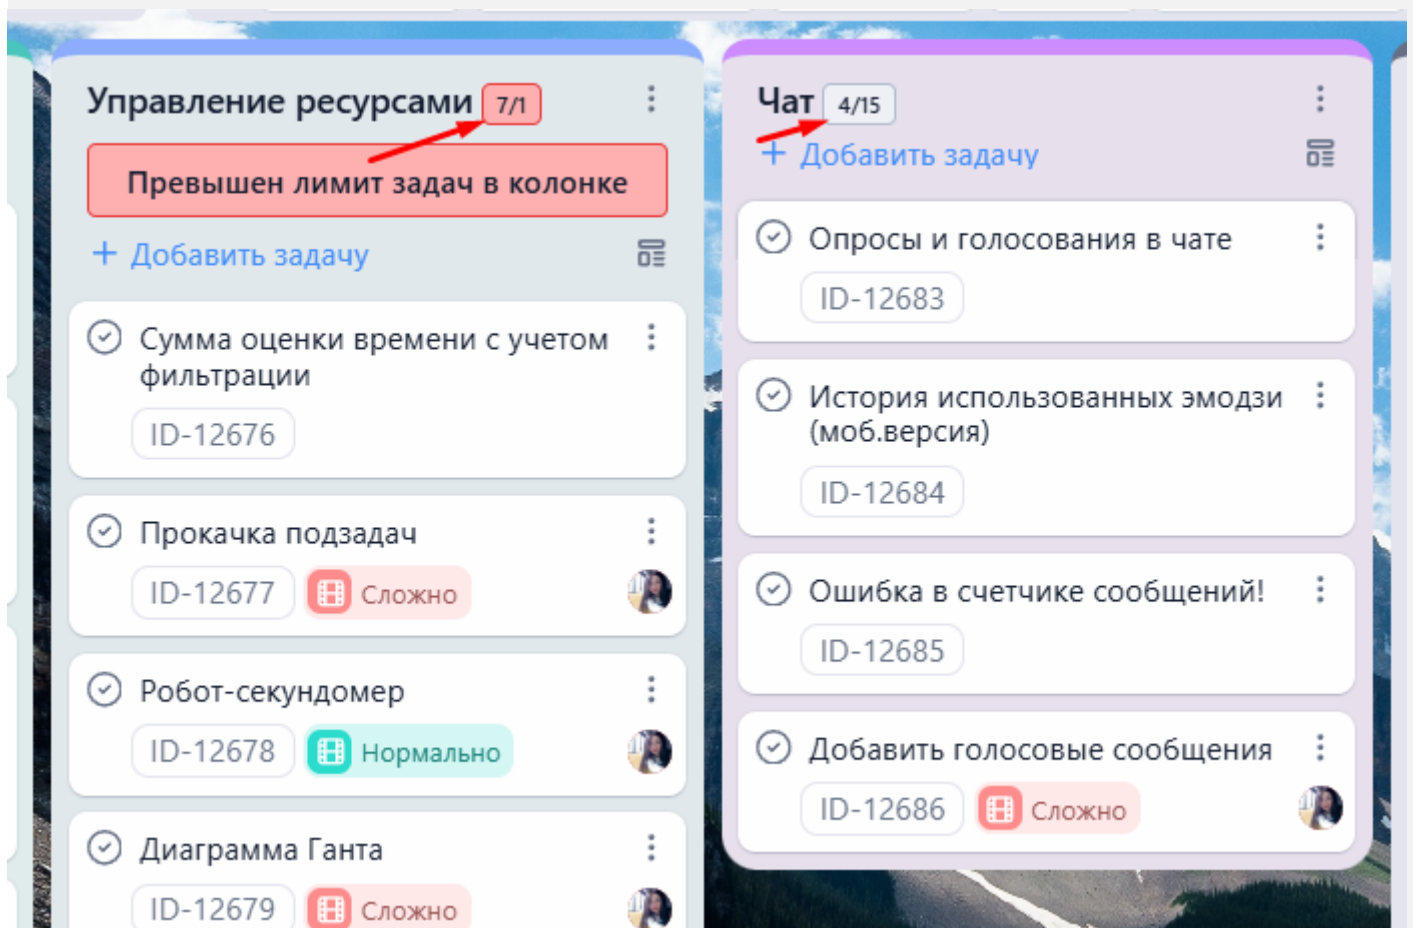 Управление ресурсами 7/1
Превышен лимит задач в колонке
+ Добавить задачу
Сумма оценки времени с учетом
фильтрации
ID-12676
Прокачка подзадач
ID-12677 Сложно
Робот-секундомер
ID-12678 Нормально
Диаграмма Ганта
ID-12679 Сложно
Чат 4/15
+ Добавить задачу
Опросы и голосования в чате
ID-12683
История использованных эмодзи
(моб.версия)
ID-12684
Ошибка в счетчике сообщений!
ID-12685
Добавить голосовые сообщения
ID-12686 Сложно